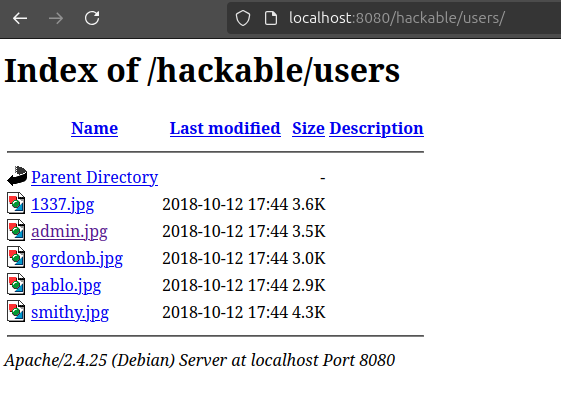 localhost:8080/hackable/users/
Index of /hackable/users
Name Last modified Size Description
Parent Directory -
1337.jpg 2018-10-12 17:44 3.6K
admin.jpg 2018-10-12 17:44 3.5K
gordonb.jpg 2018-10-12 17:44 3.0K
pablo.jpg 2018-10-12 17:44 2.9K
smithy.jpg 2018-10-12 17:44 4.3K
Apache/2.4.25 (Debian) Server at localhost Port 8080